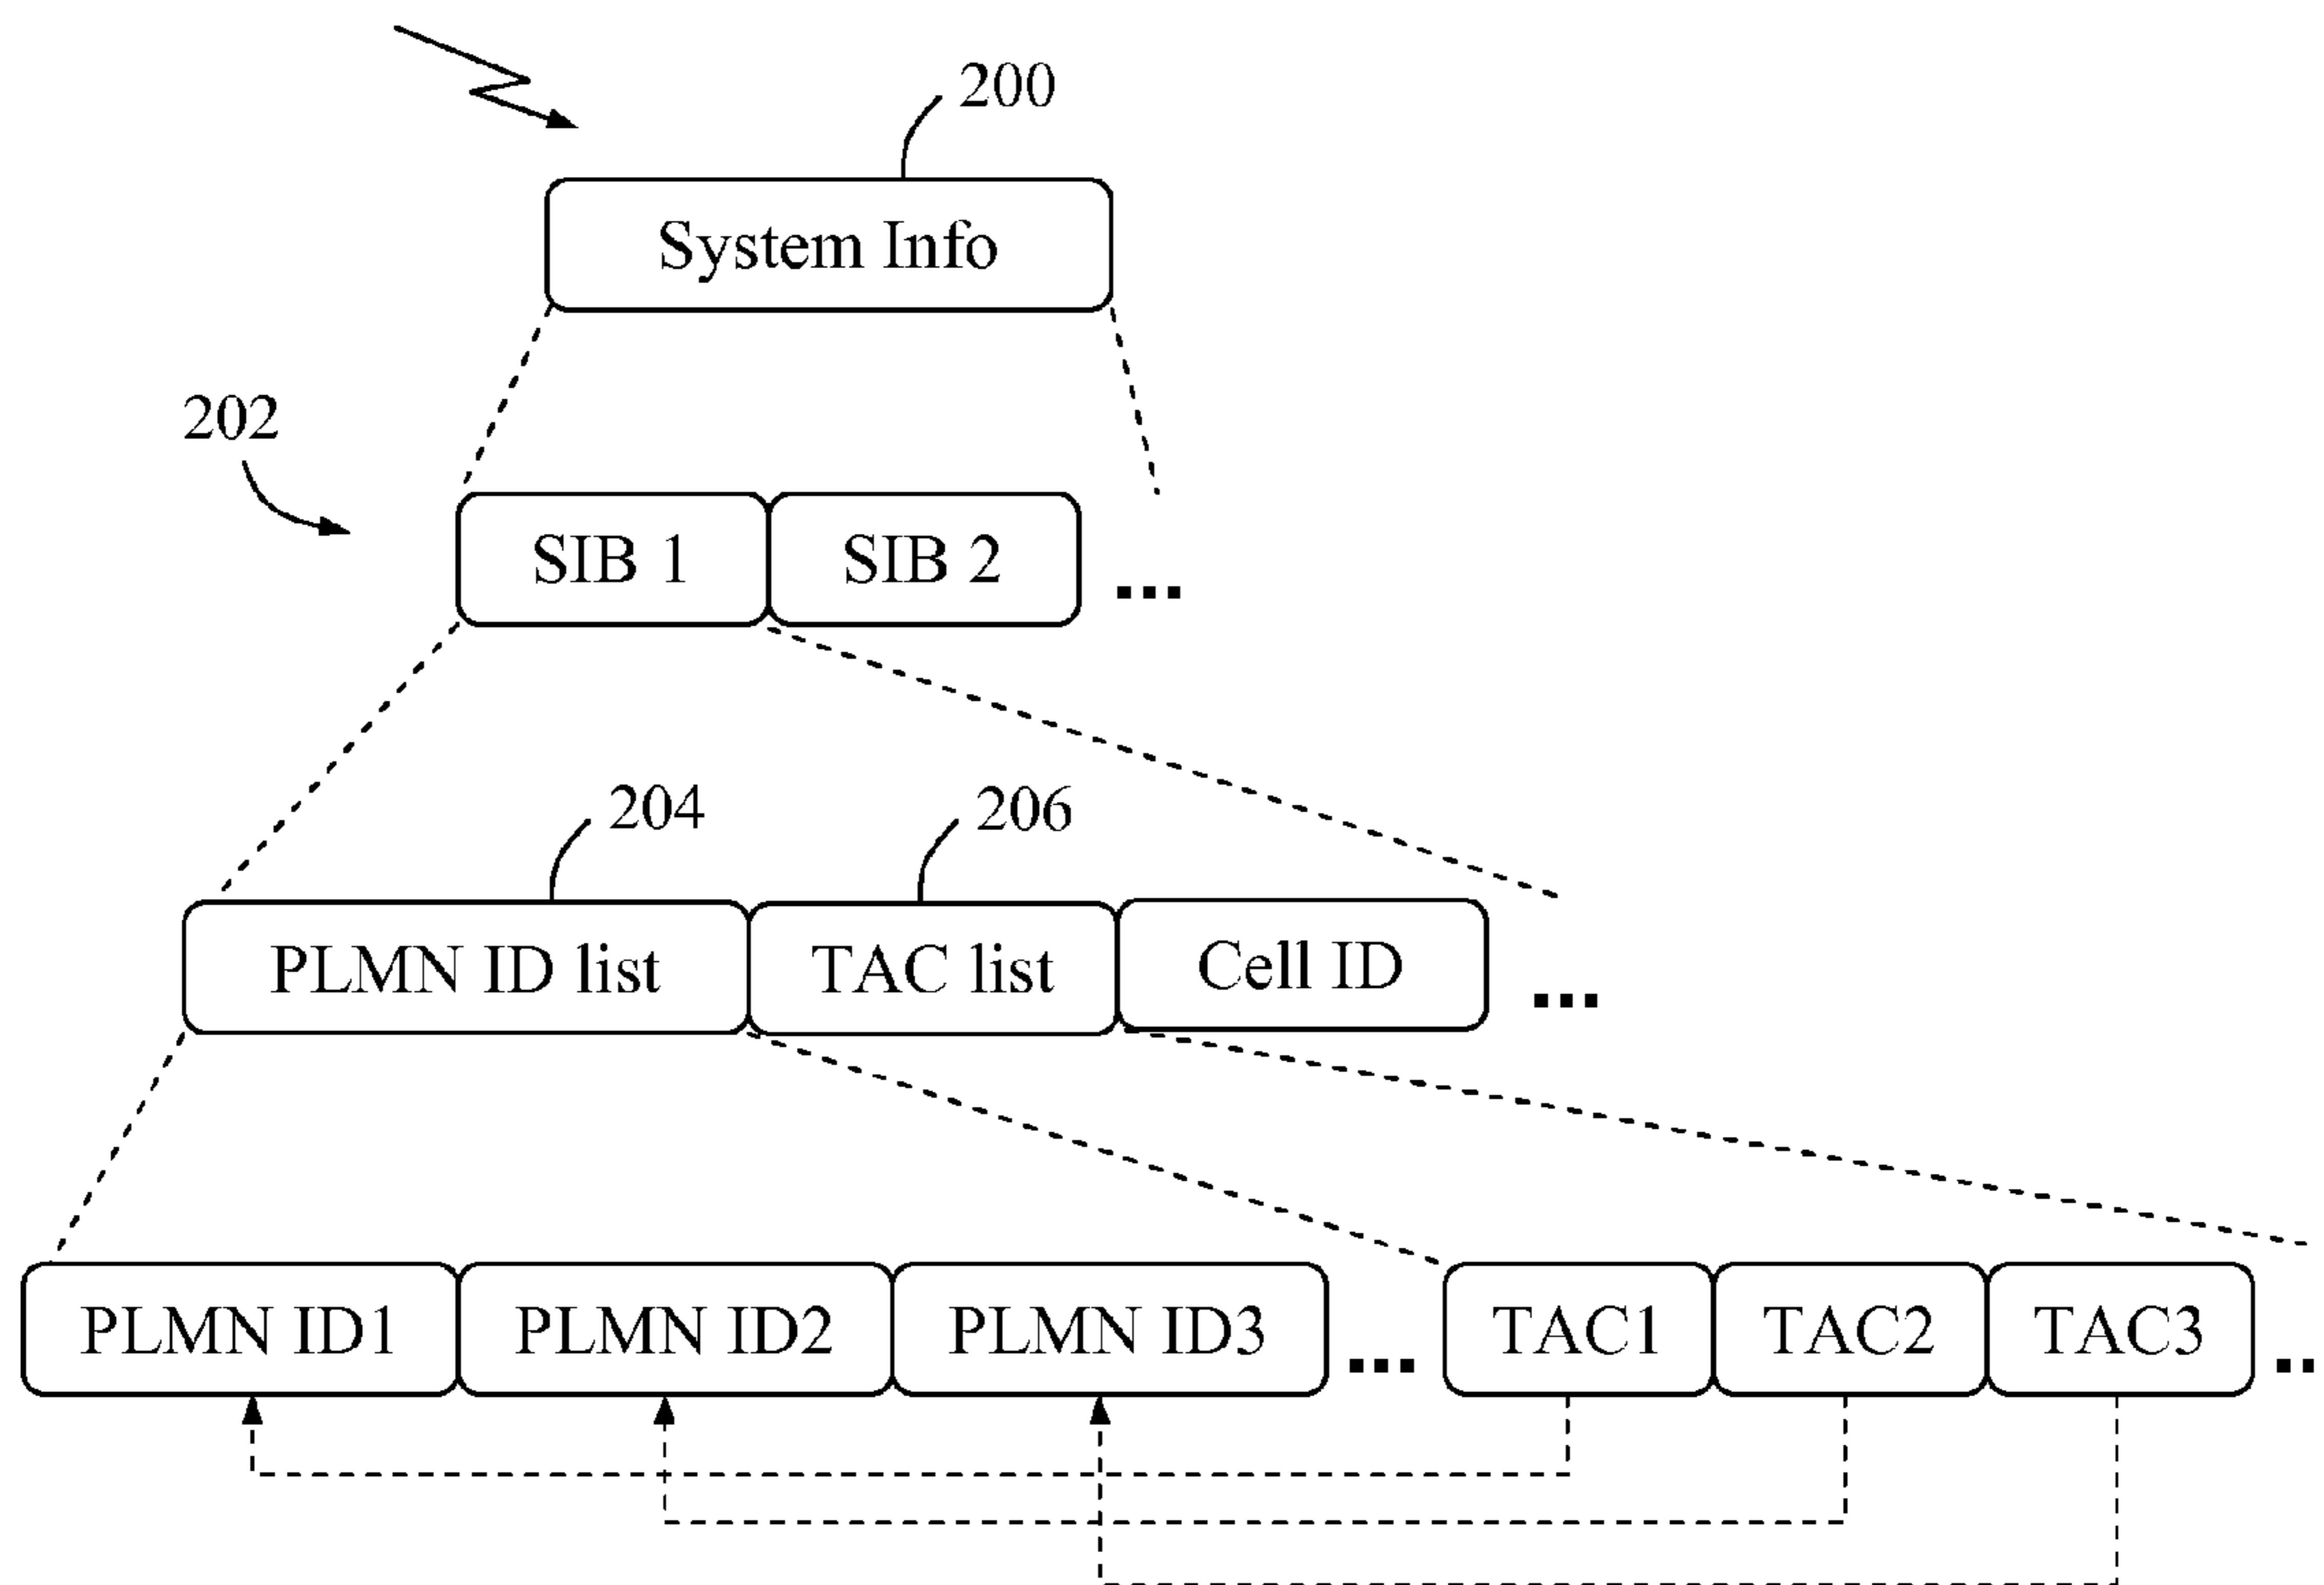 200
System Info
202
SIB 1 SIB 2 ...
204 206
PLMN ID list TAC list Cell ID ...
PLMN ID1 PLMN ID2 PLMN ID3 ... TAC1 TAC2 TAC3 ..